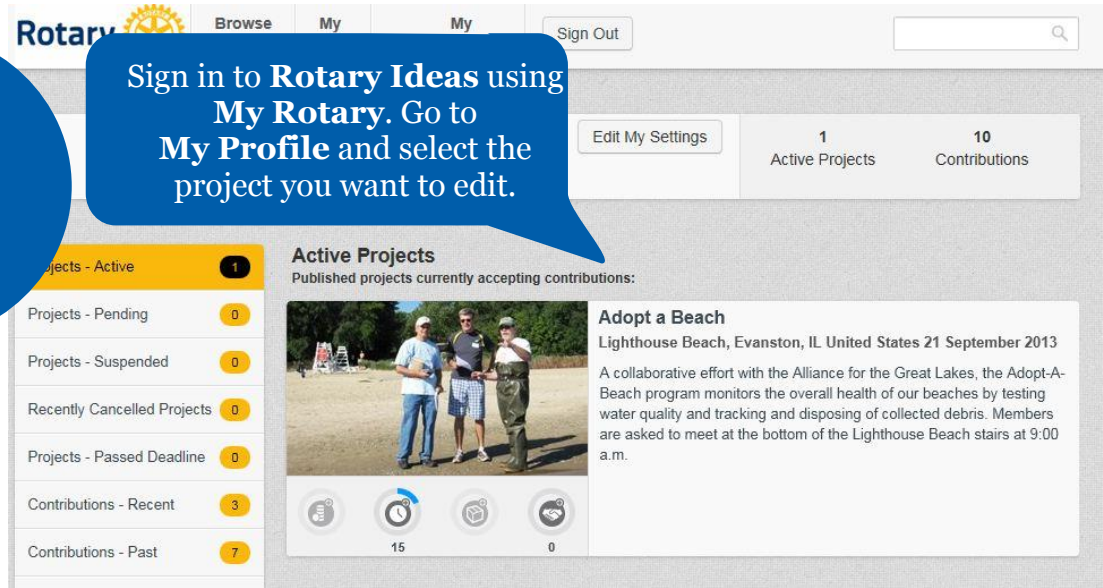 Rotary
Browse My My
Sign Out
Sign in to Rotary Ideas using
My Rotary. Go to
My Profile and select the
project you want to edit.
Edit My Settings
1
Active Projects
10
Contributions
Projects - Active 1
Projects - Pending 0
Projects - Suspended 0
Recently Cancelled Projects 0
Projects - Passed Deadline 0
Contributions - Recent 3
Contributions - Past 7
Active Projects
Published projects currently accepting contributions:
Adopt a Beach
Lighthouse Beach, Evanston, IL United States 21 September 2013
A collaborative effort with the Alliance for the Great Lakes, the Adopt-A-
Beach program monitors the overall health of our beaches by testing
water quality and tracking and disposing of collected debris. Members
are asked to meet at the bottom of the Lighthouse Beach stairs at 9:00
a.m.
15 0